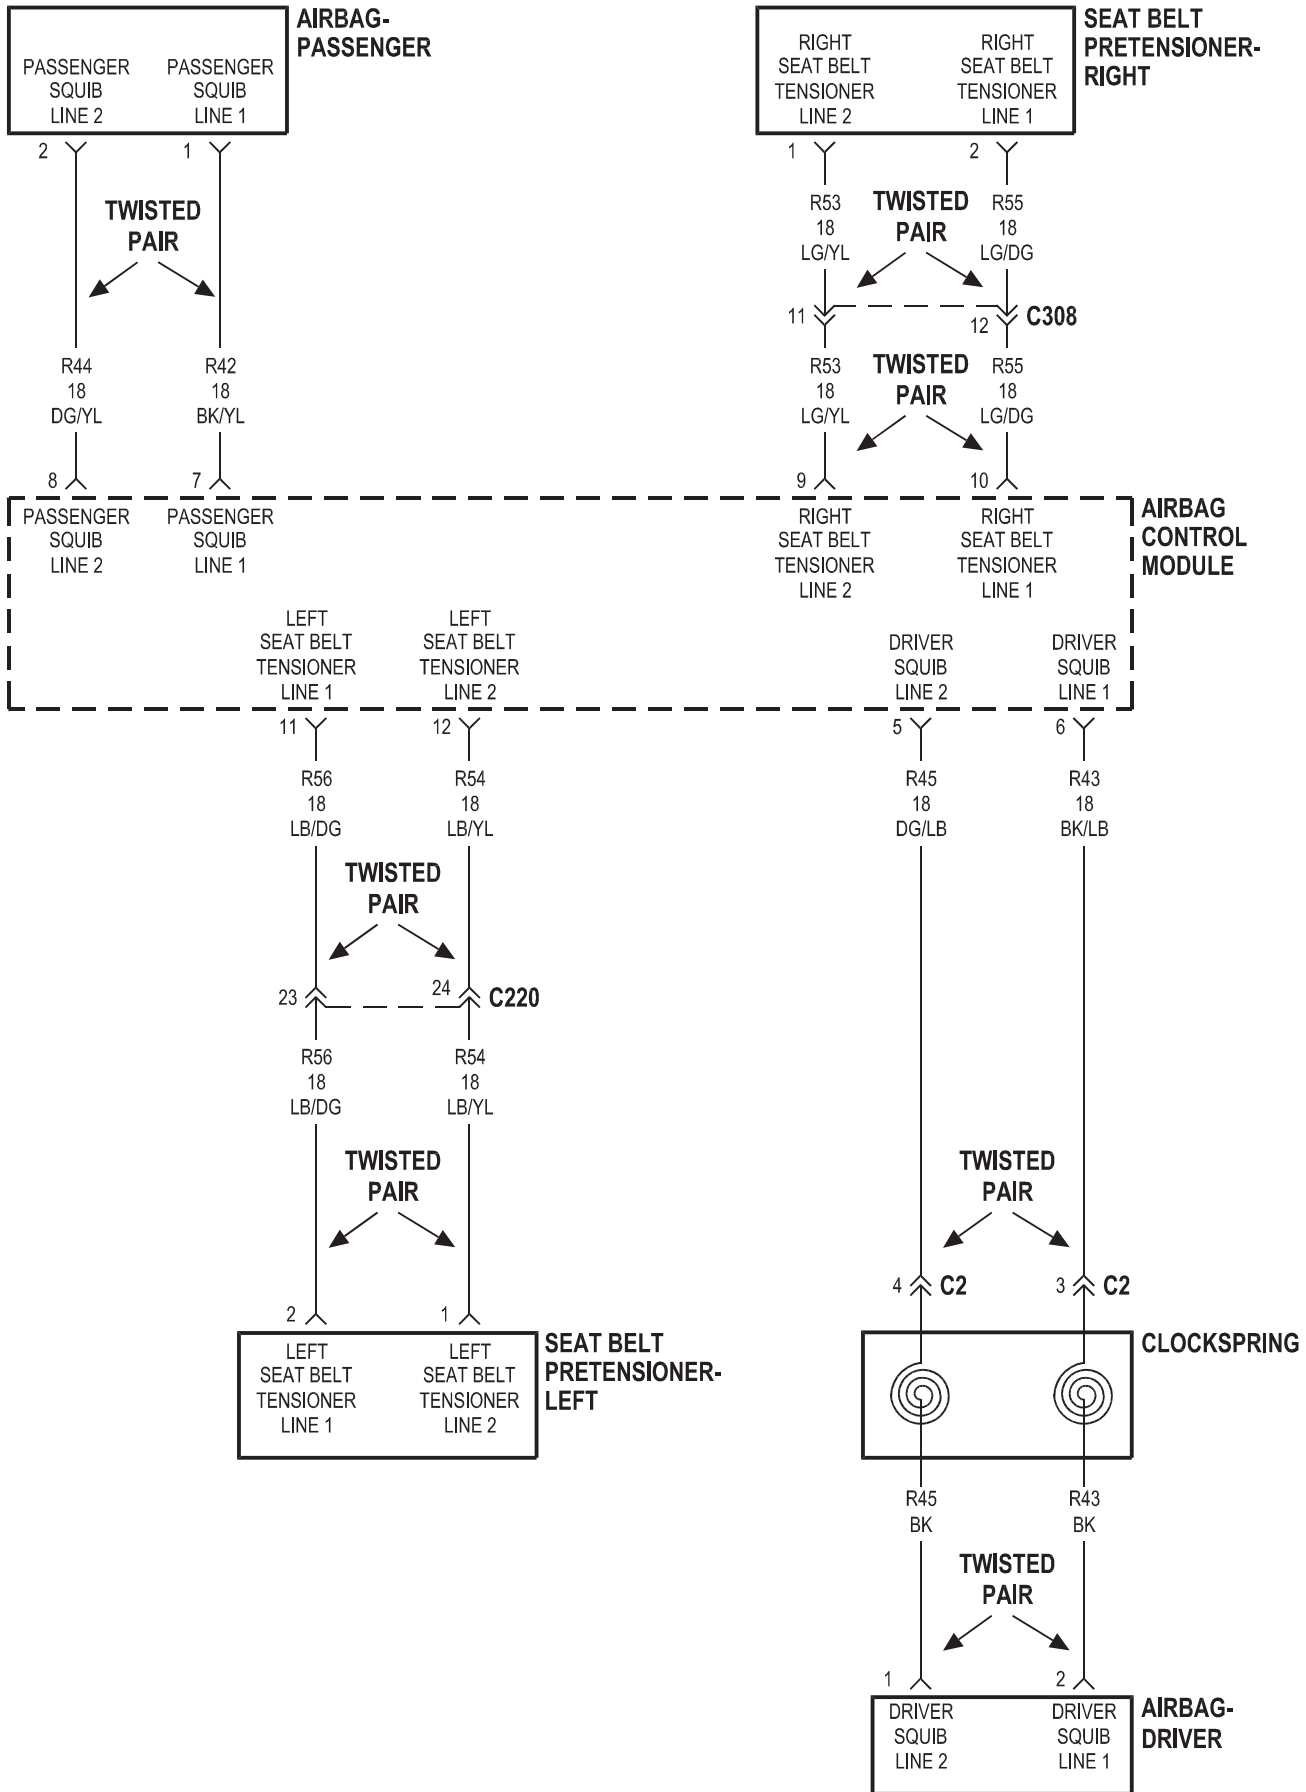 AIRBAG-
PASSENGER
PASSENGER
SQUIB
LINE 2
PASSENGER
SQUIB
LINE 1
2
1
TWISTED
PAIR
R44
18
DG/YL
R42
18
BK/YL
8
7
SEAT BELT
PRETENSIONER-
RIGHT
RIGHT
SEAT BELT
TENSIONER
LINE 2
RIGHT
SEAT BELT
TENSIONER
LINE 1
1
2
R53
18
LG/YL
TWISTED
PAIR
R55
18
LG/DG
11
12
C308
R53
18
LG/YL
TWISTED
PAIR
R55
18
LG/DG
9
10
AIRBAG
CONTROL
MODULE
PASSENGER
SQUIB
LINE 2
PASSENGER
SQUIB
LINE 1
RIGHT
SEAT BELT
TENSIONER
LINE 2
RIGHT
SEAT BELT
TENSIONER
LINE 1
LEFT
SEAT BELT
TENSIONER
LINE 1
LEFT
SEAT BELT
TENSIONER
LINE 2
DRIVER
SQUIB
LINE 2
DRIVER
SQUIB
LINE 1
11
12
R56
18
LB/DG
R54
18
LB/YL
TWISTED
PAIR
23
24
C220
R56
18
LB/DG
R54
18
LB/YL
TWISTED
PAIR
2
1
SEAT BELT
PRETENSIONER-
LEFT
LEFT
SEAT BELT
TENSIONER
LINE 1
LEFT
SEAT BELT
TENSIONER
LINE 2
5
6
R45
18
DG/LB
R43
18
BK/LB
TWISTED
PAIR
4
C2
3
C2
CLOCKSPRING
R45
BK
R43
BK
TWISTED
PAIR
1
2
AIRBAG-
DRIVER
DRIVER
SQUIB
LINE 2
DRIVER
SQUIB
LINE 1